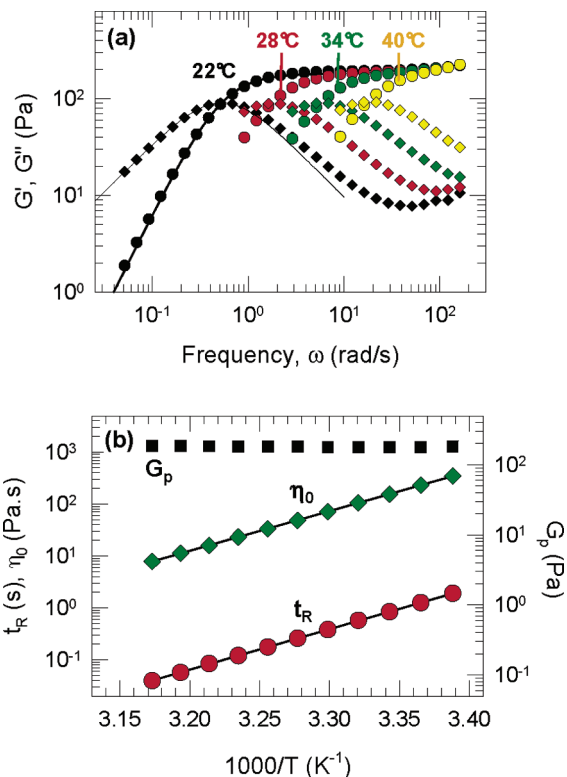 (a)
28℃ 34℃ 40℃
22℃
G', G" (Pa)
10² 10¹ 10⁰
10⁻¹ 10⁰ 10¹ 10²
Frequency, ω (rad/s)
(b)
Gₚ
η₀
t_R
t_R (s), η₀ (Pa.s)
10³ 10² 10¹ 10⁰ 10⁻¹
Gₚ (Pa)
10² 10¹ 10⁰ 10⁻¹
3.15 3.20 3.25 3.30 3.35 3.40
1000/T (K⁻¹)